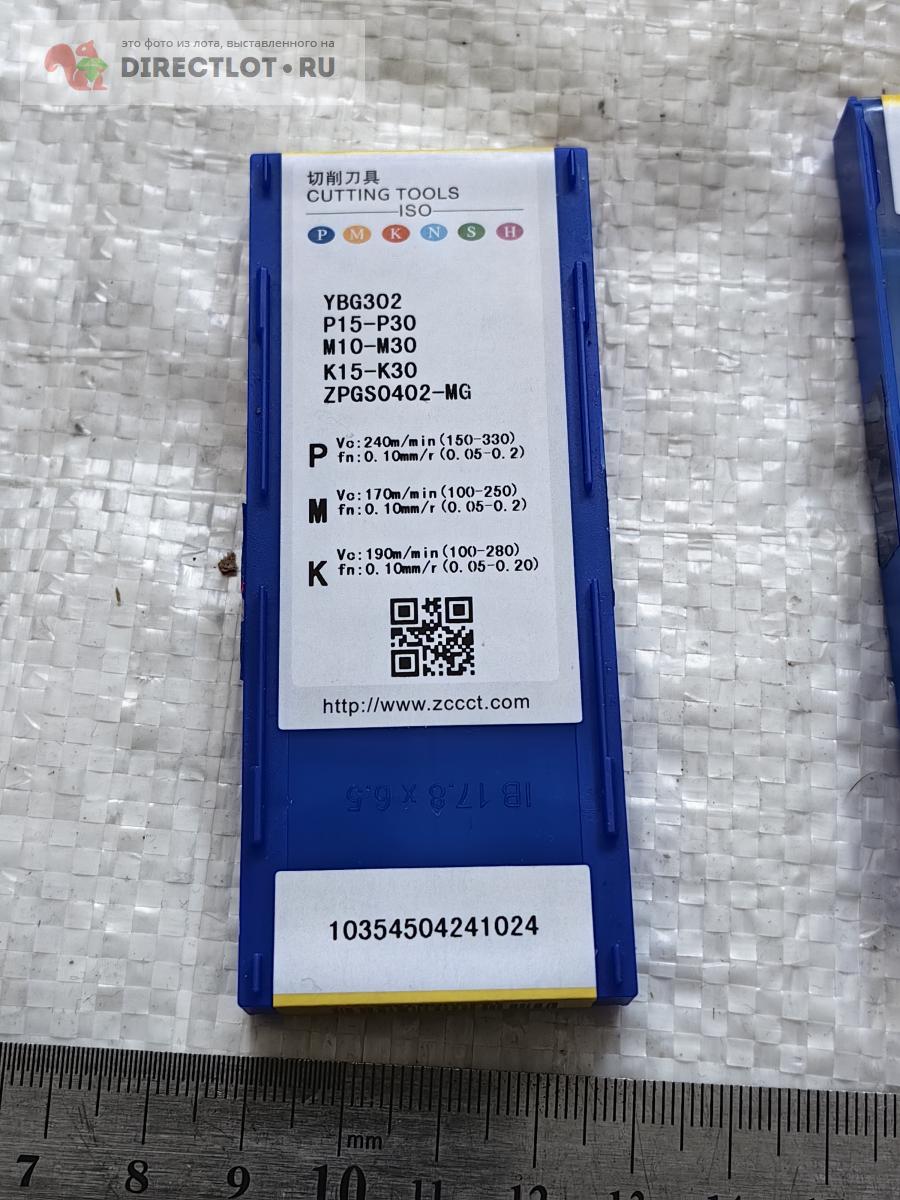 это фото из лота, выставленного на
DIRECTLOT•RU
切削刀具
CUTTING TOOLS
ISO
P M K N S H
YBG302
P15-P30
M10-M30
K15-K30
ZPGS0402-MG
P Vc:240m/min(150-330)
fn:0.10mm/r(0.05-0.2)
M Vc:170m/min(100-250)
fn:0.10mm/r(0.05-0.2)
K Vc:190m/min(100-280)
fn:0.10mm/r(0.05-0.20)
http://www.zccct.com
IB 17.8 x 6.5
10354504241024
mm
7 8 9 10 11 12 13